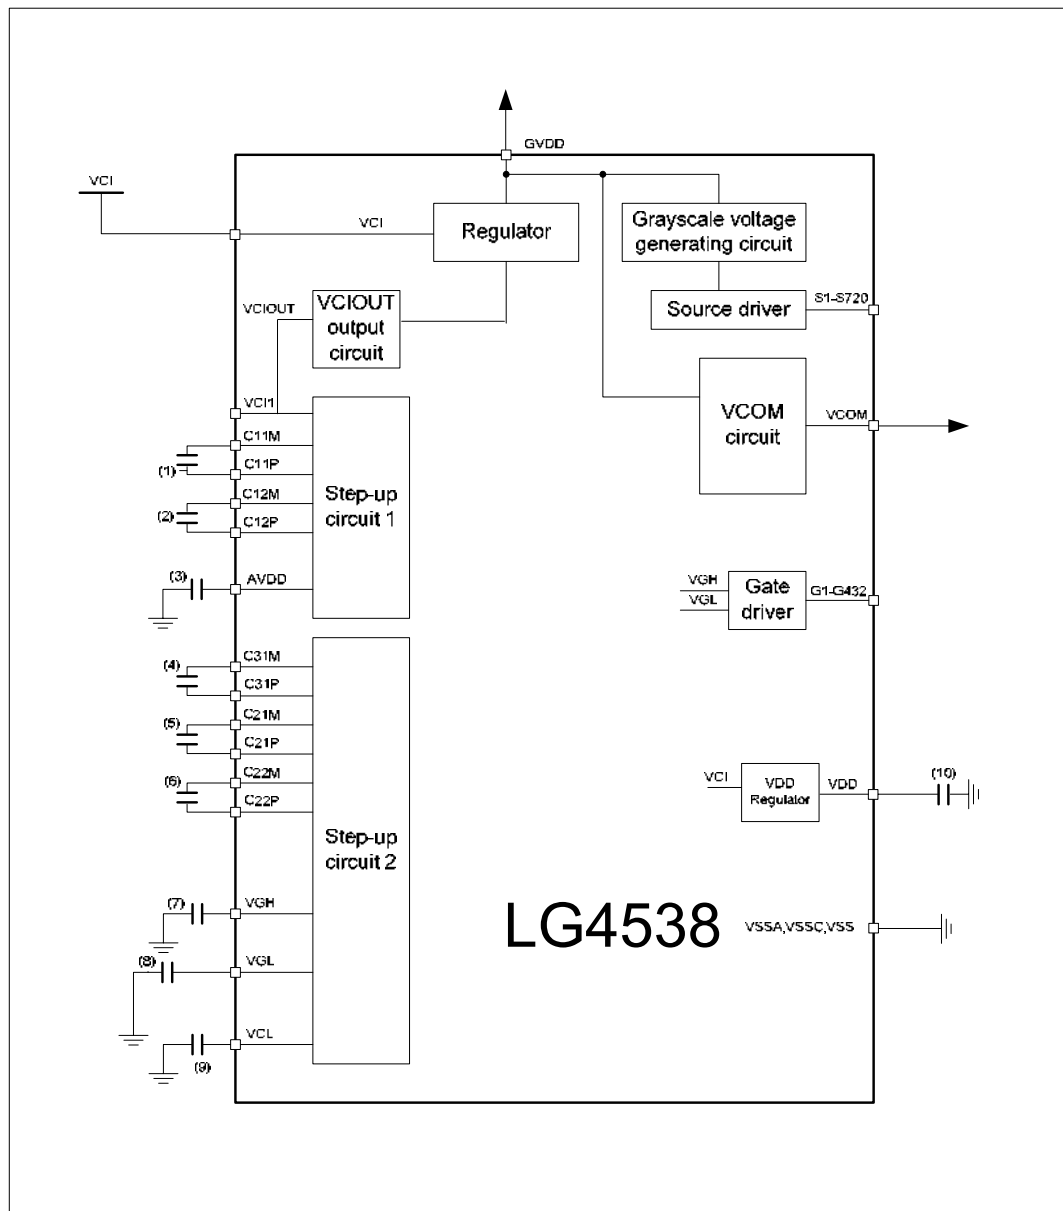 GVDD
VCI
VCI
Regulator
Grayscale voltage
generating circuit
VCIOUT
VCIOUT
output
circuit
Source driver
S1-S720
VCI1
C11M
(1)
C11P
C12M
(2)
C12P
Step-up
circuit 1
VCOM
circuit
VCOM
(3)
AVDD
VGH
VGL
Gate
driver
G1-G432
C31M
(4)
C31P
C21M
(5)
C21P
C22M
(6)
C22P
Step-up
circuit 2
VCI
VDD
Regulator
VDD
(10)
(7)
VGH
(8)
VGL
VCL
(9)
LG4538
VSSA,VSSC,VSS